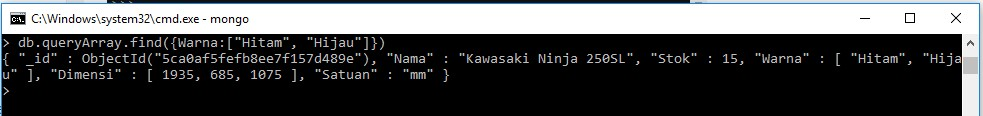 C:\Windows\system32\cmd.exe - mongo
> db.queryArray.find({Warna:["Hitam", "Hijau"]})
{ "_id" : ObjectId("5ca0af5fefb8ee7f157d489e"), "Nama" : "Kawasaki Ninja 250SL", "Stok" : 15, "Warna" : [ "Hitam", "Hija
u" ], "Dimensi" : [ 1935, 685, 1075 ], "Satuan" : "mm" }
>